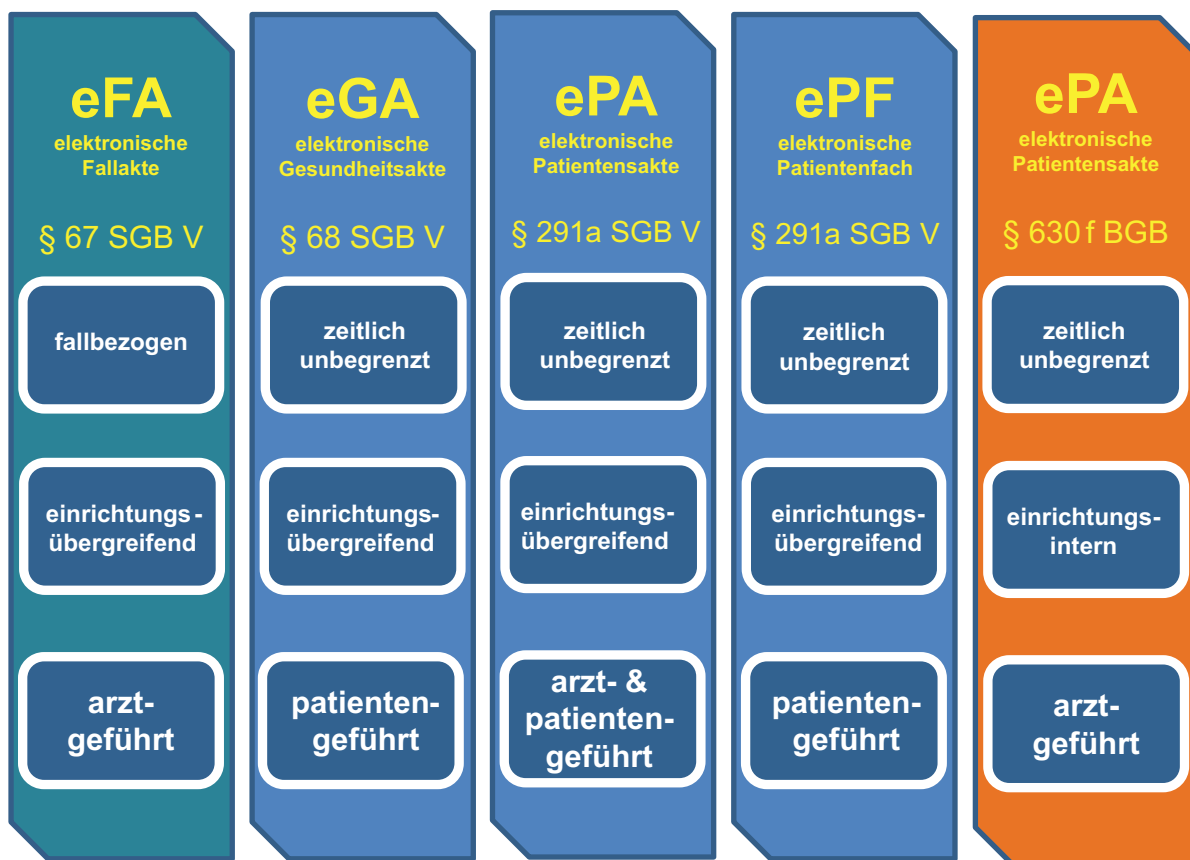 eFA
elektronische
Fallakte
§ 67 SGB V
fallbezogen
einrichtungs-
übergreifend
arzt-
geführt
eGA
elektronische
Gesundheitsakte
§ 68 SGB V
zeitlich
unbegrenzt
einrichtungs-
übergreifend
patienten-
geführt
ePA
elektronische
Patientensakte
§ 291a SGB V
zeitlich
unbegrenzt
einrichtungs-
übergreifend
arzt- &
patienten-
geführt
ePF
elektronische
Patientenfach
§ 291a SGB V
zeitlich
unbegrenzt
einrichtungs-
übergreifend
patienten-
geführt
ePA
elektronische
Patientensakte
§ 630 f BGB
zeitlich
unbegrenzt
einrichtungs-
intern
arzt-
geführt